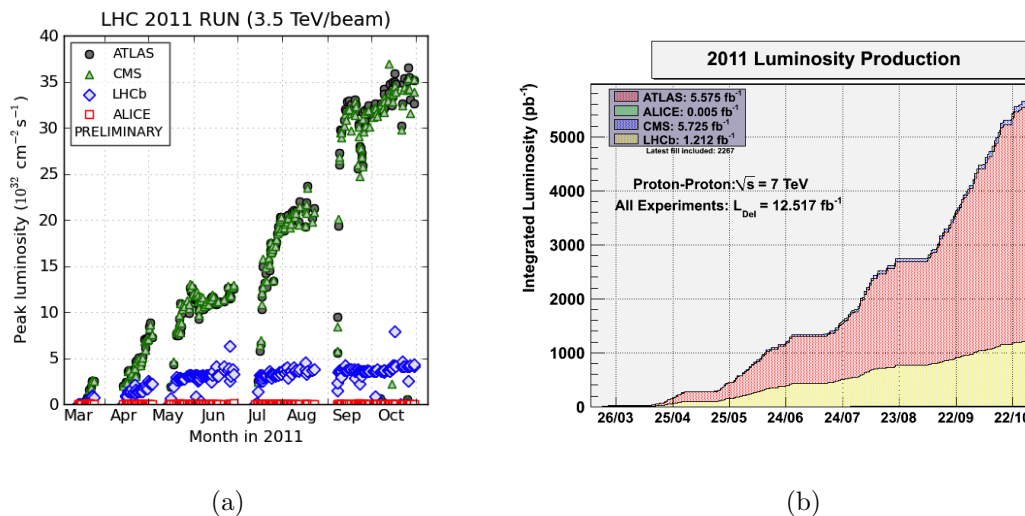 LHC 2011 RUN (3.5 TeV/beam)
40
35
30
25
20
15
10
5
0
Peak luminosity (10³² cm⁻² s⁻¹)
ATLAS
CMS
LHCb
ALICE
PRELIMINARY
Mar Apr May Jun Jul Aug Sep Oct
Month in 2011
(a)
2011 Luminosity Production
Integrated Luminosity (pb⁻¹)
5000
4000
3000
2000
1000
0
ATLAS: 5.575 fb⁻¹
ALICE: 0.005 fb⁻¹
CMS: 5.725 fb⁻¹
LHCb: 1.212 fb⁻¹
Latest fill included: 2267
Proton-Proton:√s = 7 TeV
All Experiments: L_Del = 12.517 fb⁻¹
26/03 25/04 25/05 24/06 24/07 23/08 22/09 22/10
(b)